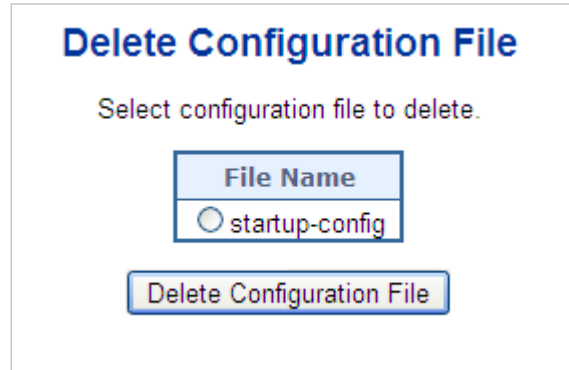 Delete Configuration File
Select configuration file to delete.
File Name
startup-config
Delete Configuration File